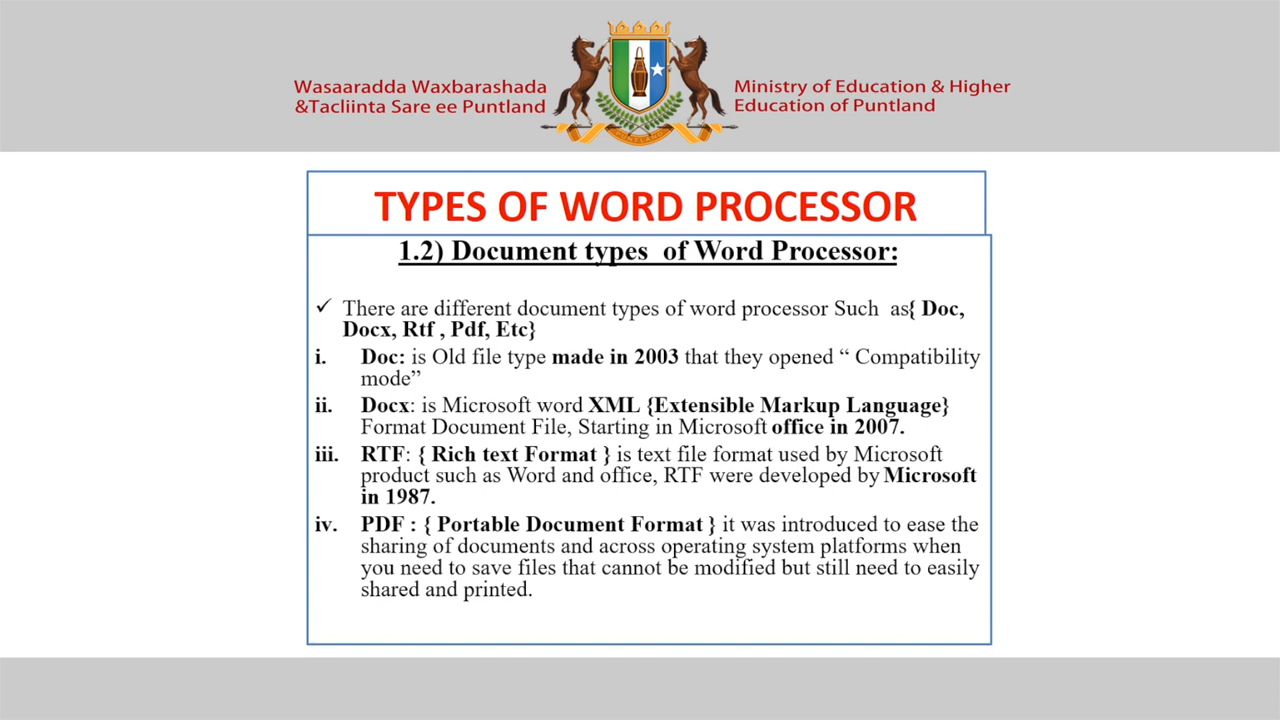 Wasaaradda Waxbarashada
&Tacliinta Sare ee Puntland
Ministry of Education & Higher
Education of Puntland
PUNTLAND
TYPES OF WORD PROCESSOR
1.2) Document types of Word Processor:
✓ There are different document types of word processor Such as{ Doc,
Docx, Rtf , Pdf, Etc}
i. Doc: is Old file type made in 2003 that they opened “ Compatibility
mode”
ii. Docx: is Microsoft word XML {Extensible Markup Language}
Format Document File, Starting in Microsoft office in 2007.
iii. RTF: { Rich text Format } is text file format used by Microsoft
product such as Word and office, RTF were developed by Microsoft
in 1987.
iv. PDF : { Portable Document Format } it was introduced to ease the
sharing of documents and across operating system platforms when
you need to save files that cannot be modified but still need to easily
shared and printed.